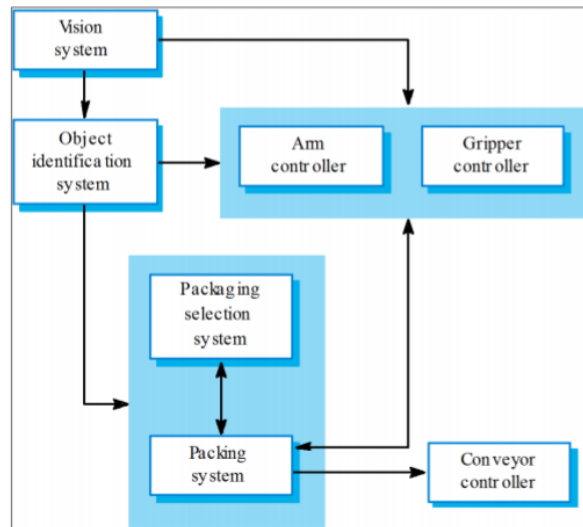 Vision
system
Object
identification
system
Arm
controller
Gripper
controller
Packaging
selection
system
Packing
system
Conveyor
controller